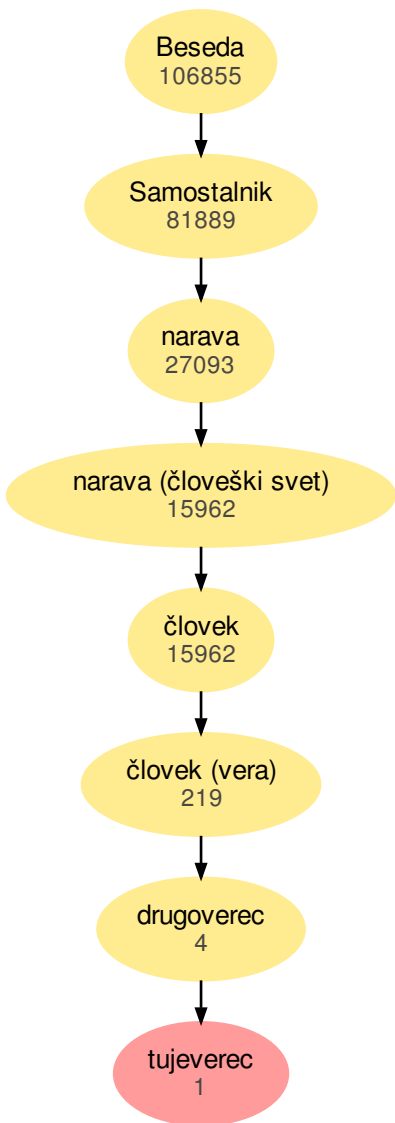 Beseda
106855
Samostalnik
81889
narava
27093
narava (človeški svet)
15962
človek
15962
človek (vera)
219
drugoverec
4
tujeverec
1